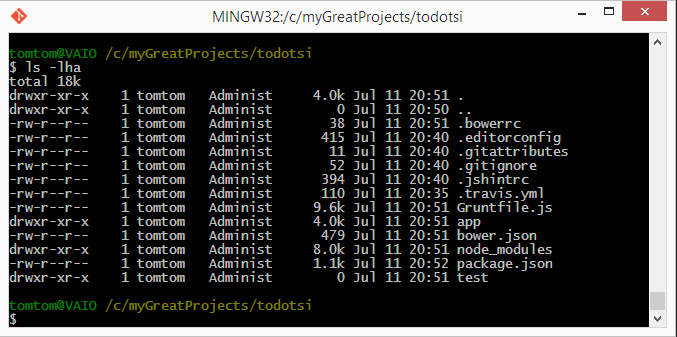 MINGW32:/c/myGreatProjects/todotsi
tomtom@VAIO /c/myGreatProjects/todotsi
$ ls -lha
total 18k
drwxr-xr-x    1 tomtom   Administ     4.0k Jul 11 20:51 .
drwxr-xr-x    1 tomtom   Administ        0 Jul 11 20:50 ..
-rw-r--r--    1 tomtom   Administ       38 Jul 11 20:51 .bowerrc
-rw-r--r--    1 tomtom   Administ      415 Jul 11 20:40 .editorconfig
-rw-r--r--    1 tomtom   Administ       11 Jul 11 20:40 .gitattributes
-rw-r--r--    1 tomtom   Administ       52 Jul 11 20:40 .gitignore
-rw-r--r--    1 tomtom   Administ      394 Jul 11 20:40 .jshintrc
-rw-r--r--    1 tomtom   Administ      110 Jul 11 20:35 .travis.yml
-rw-r--r--    1 tomtom   Administ     9.6k Jul 11 20:51 Gruntfile.js
drwxr-xr-x    1 tomtom   Administ     4.0k Jul 11 20:51 app
-rw-r--r--    1 tomtom   Administ      479 Jul 11 20:51 bower.json
drwxr-xr-x    1 tomtom   Administ     8.0k Jul 11 20:51 node_modules
-rw-r--r--    1 tomtom   Administ     1.1k Jul 11 20:52 package.json
drwxr-xr-x    1 tomtom   Administ        0 Jul 11 20:51 test
tomtom@VAIO /c/myGreatProjects/todotsi
$